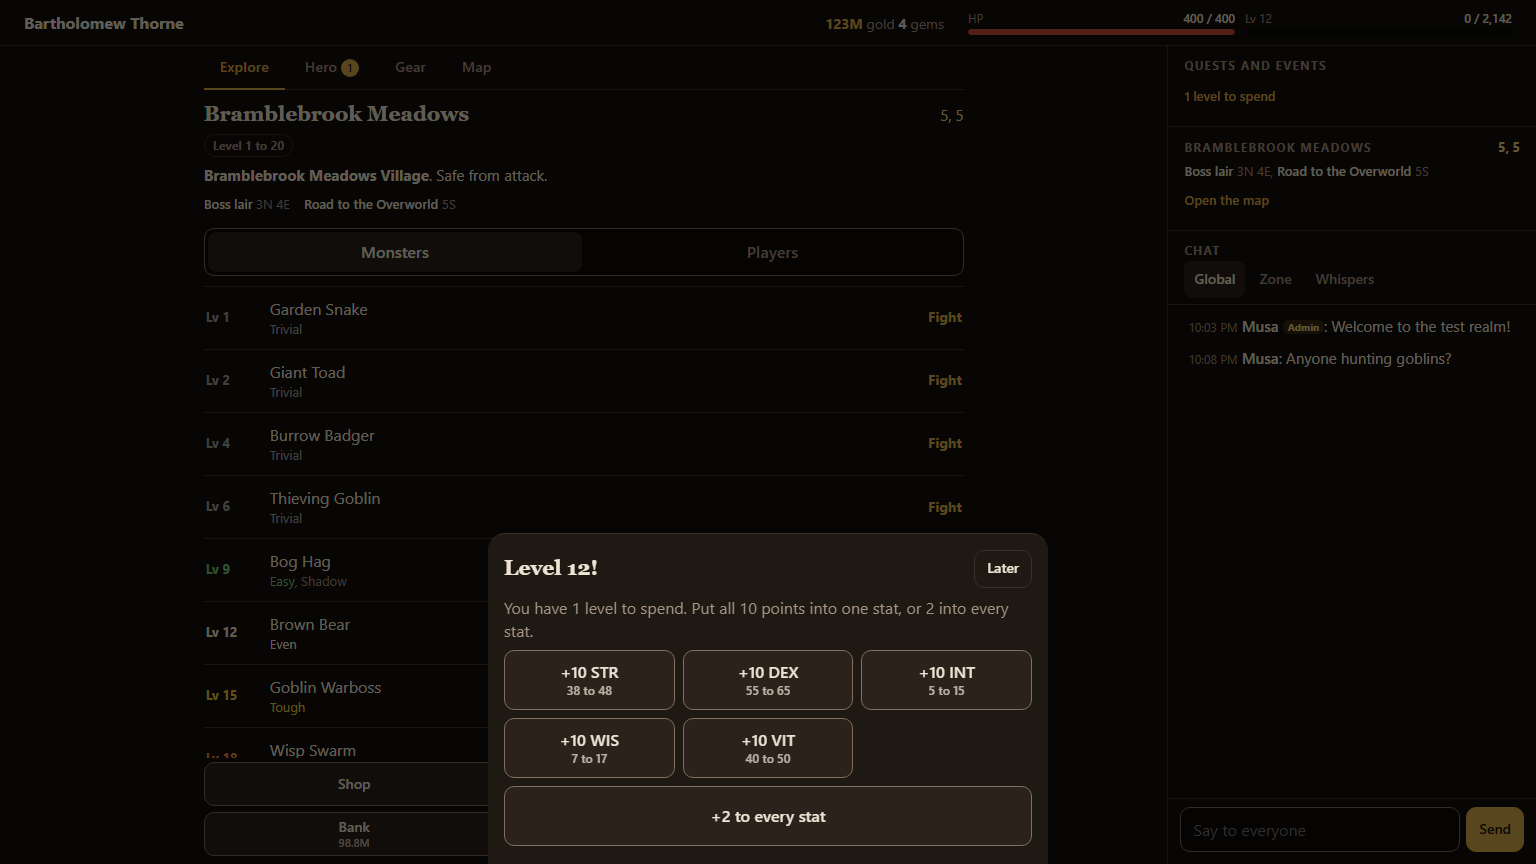 Bartholomew Thorne
123M gold 4 gems
HP 400 / 400
Lv 12 0 / 2,142
Explore
Hero 1
Gear
Map
Bramblebrook Meadows
5, 5
Level 1 to 20
Bramblebrook Meadows Village. Safe from attack.
Boss lair 3N 4E Road to the Overworld 5S
Monsters
Players
Lv 1
Garden Snake
Trivial
Fight
Lv 2
Giant Toad
Trivial
Fight
Lv 4
Burrow Badger
Trivial
Fight
Lv 6
Thieving Goblin
Trivial
Fight
Lv 9
Bog Hag
Easy, Shadow
Lv 12
Brown Bear
Even
Lv 15
Goblin Warboss
Tough
Lv 18
Wisp Swarm
Shop
Bank
98.8M
Level 12!
Later
You have 1 level to spend. Put all 10 points into one stat, or 2 into every
stat.
+10 STR
38 to 48
+10 DEX
55 to 65
+10 INT
5 to 15
+10 WIS
7 to 17
+10 VIT
40 to 50
+2 to every stat
QUESTS AND EVENTS
1 level to spend
BRAMBLEBROOK MEADOWS
5, 5
Boss lair 3N 4E, Road to the Overworld 5S
Open the map
CHAT
Global
Zone
Whispers
10:03 PM Musa Admin: Welcome to the test realm!
10:08 PM Musa: Anyone hunting goblins?
Say to everyone
Send